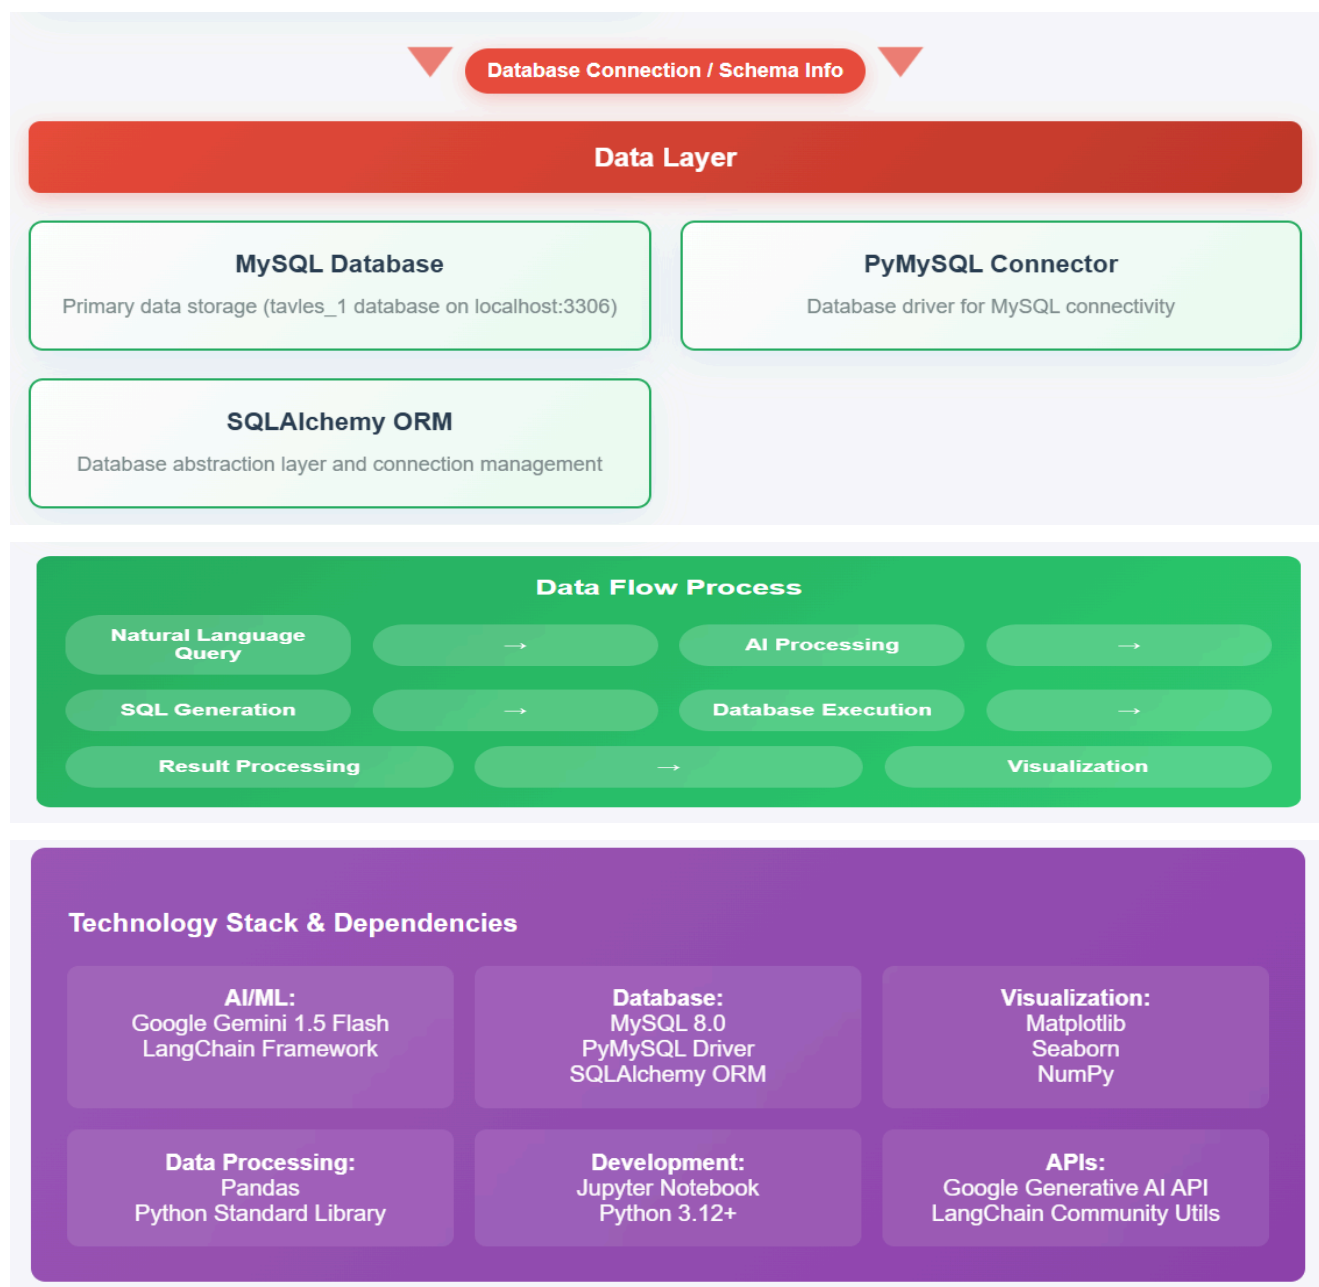 Database Connection / Schema Info
Data Layer
MySQL Database
Primary data storage (tavles_1 database on localhost:3306)
PyMySQL Connector
Database driver for MySQL connectivity
SQLAlchemy ORM
Database abstraction layer and connection management
Data Flow Process
Natural Language
Query
→
AI Processing
→
SQL Generation
→
Database Execution
→
Result Processing
→
Visualization
Technology Stack & Dependencies
AI/ML:
Google Gemini 1.5 Flash
LangChain Framework
Database:
MySQL 8.0
PyMySQL Driver
SQLAlchemy ORM
Visualization:
Matplotlib
Seaborn
NumPy
Data Processing:
Pandas
Python Standard Library
Development:
Jupyter Notebook
Python 3.12+
APIs:
Google Generative AI API
LangChain Community Utils